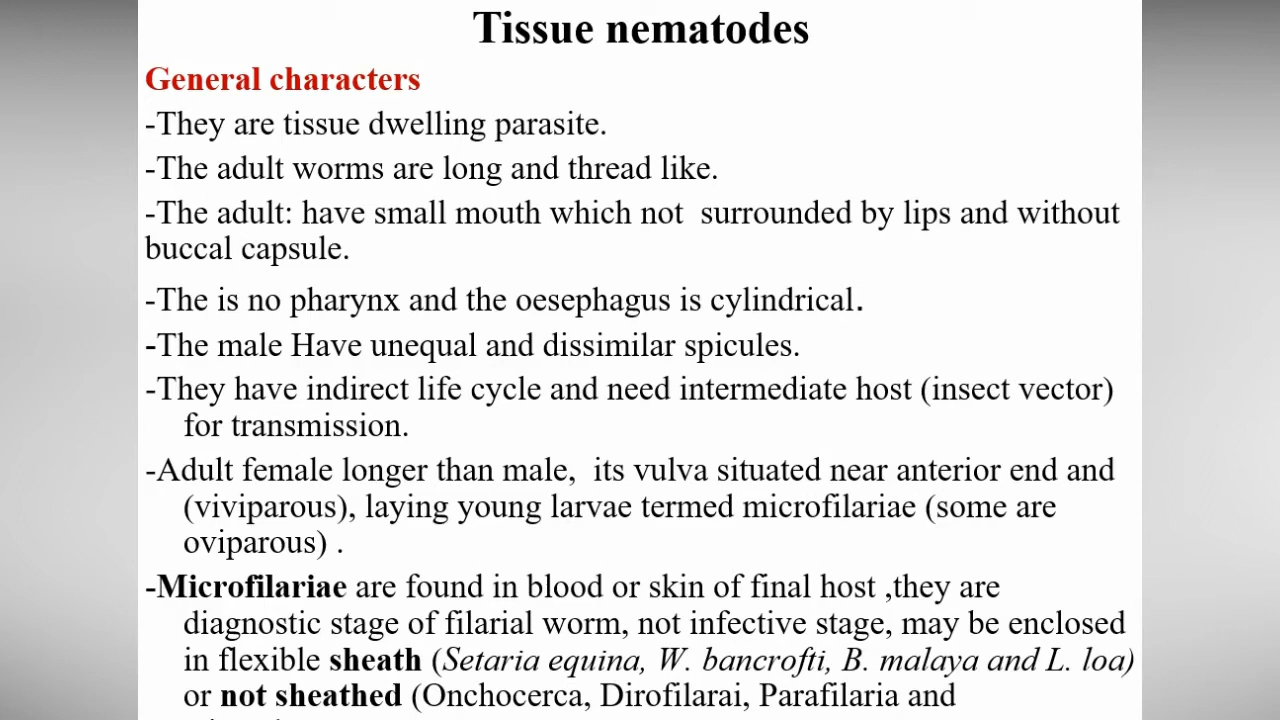 Tissue nematodes
General characters
-They are tissue dwelling parasite.
-The adult worms are long and thread like.
-The adult: have small mouth which not surrounded by lips and without
buccal capsule.
-The is no pharynx and the oesephagus is cylindrical.
-The male Have unequal and dissimilar spicules.
-They have indirect life cycle and need intermediate host (insect vector)
for transmission.
-Adult female longer than male, its vulva situated near anterior end and
(viviparous), laying young larvae termed microfilariae (some are
oviparous) .
-Microfilariae are found in blood or skin of final host ,they are
diagnostic stage of filarial worm, not infective stage, may be enclosed
in flexible sheath (Setaria equina, W. bancrofti, B. malaya and L. loa)
or not sheathed (Onchocerca, Dirofilarai, Parafilaria and